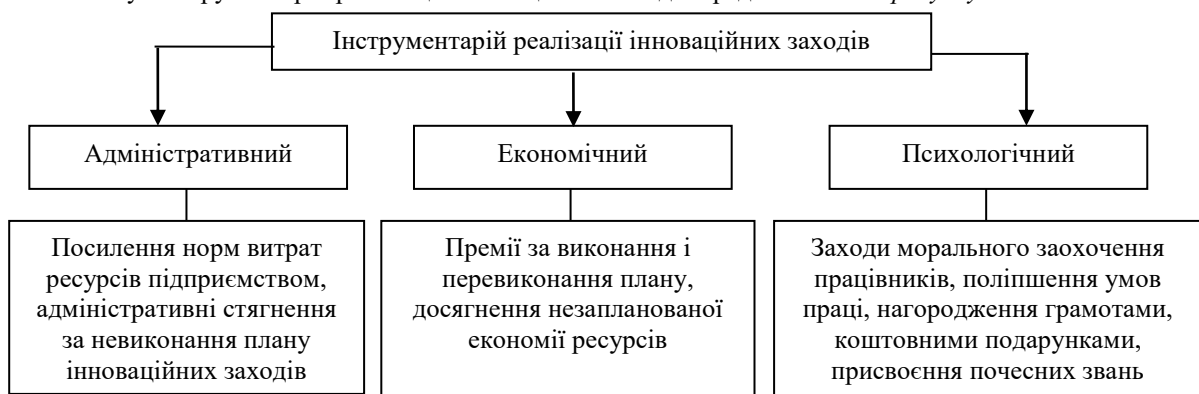 Інструментарій реалізації інноваційних заходів
Адміністративний
Економічний
Психологічний
Посилення норм витрат
ресурсів підприємством,
адміністративні стягнення
за невиконання плану
інноваційних заходів
Премії за виконання і
перевиконання плану,
досягнення незапланованої
економії ресурсів
Заходи морального заохочення
працівників, поліпшення умов
праці, нагородження грамотами,
коштовними подарунками,
присвоєння почесних звань